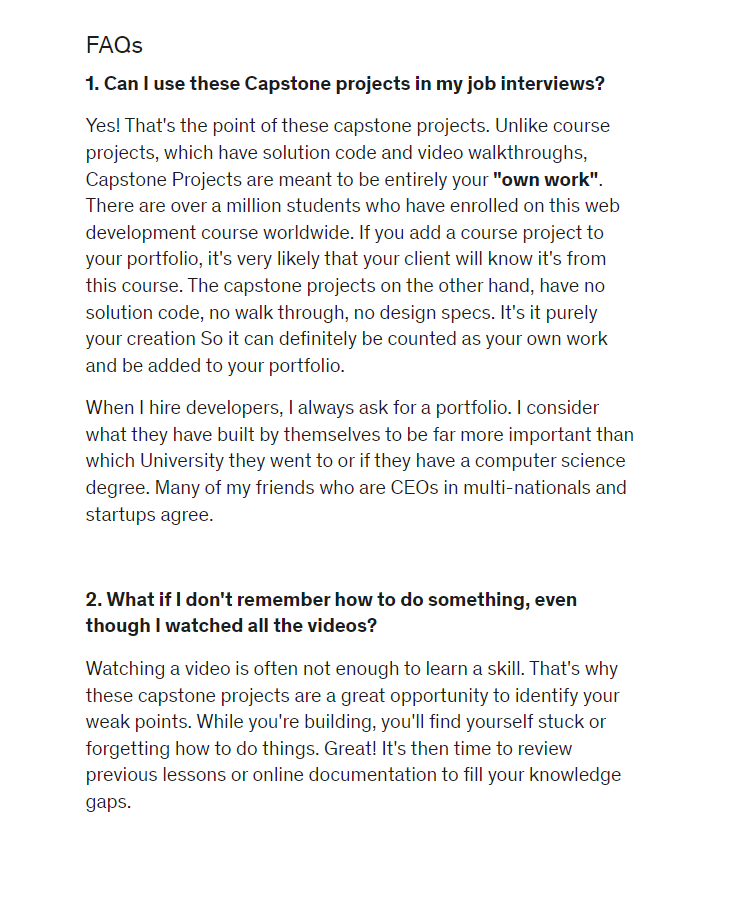 FAQs
1. Can I use these Capstone projects in my job interviews?
Yes! That's the point of these capstone projects. Unlike course
projects, which have solution code and video walkthroughs,
Capstone Projects are meant to be entirely your "own work".
There are over a million students who have enrolled on this web
development course worldwide. If you add a course project to
your portfolio, it's very likely that your client will know it's from
this course. The capstone projects on the other hand, have no
solution code, no walk through, no design specs. It's it purely
your creation So it can definitely be counted as your own work
and be added to your portfolio.
When I hire developers, I always ask for a portfolio. I consider
what they have built by themselves to be far more important than
which University they went to or if they have a computer science
degree. Many of my friends who are CEOs in multi-nationals and
startups agree.
2. What if I don't remember how to do something, even
though I watched all the videos?
Watching a video is often not enough to learn a skill. That's why
these capstone projects are a great opportunity to identify your
weak points. While you're building, you'll find yourself stuck or
forgetting how to do things. Great! It's then time to review
previous lessons or online documentation to fill your knowledge
gaps.